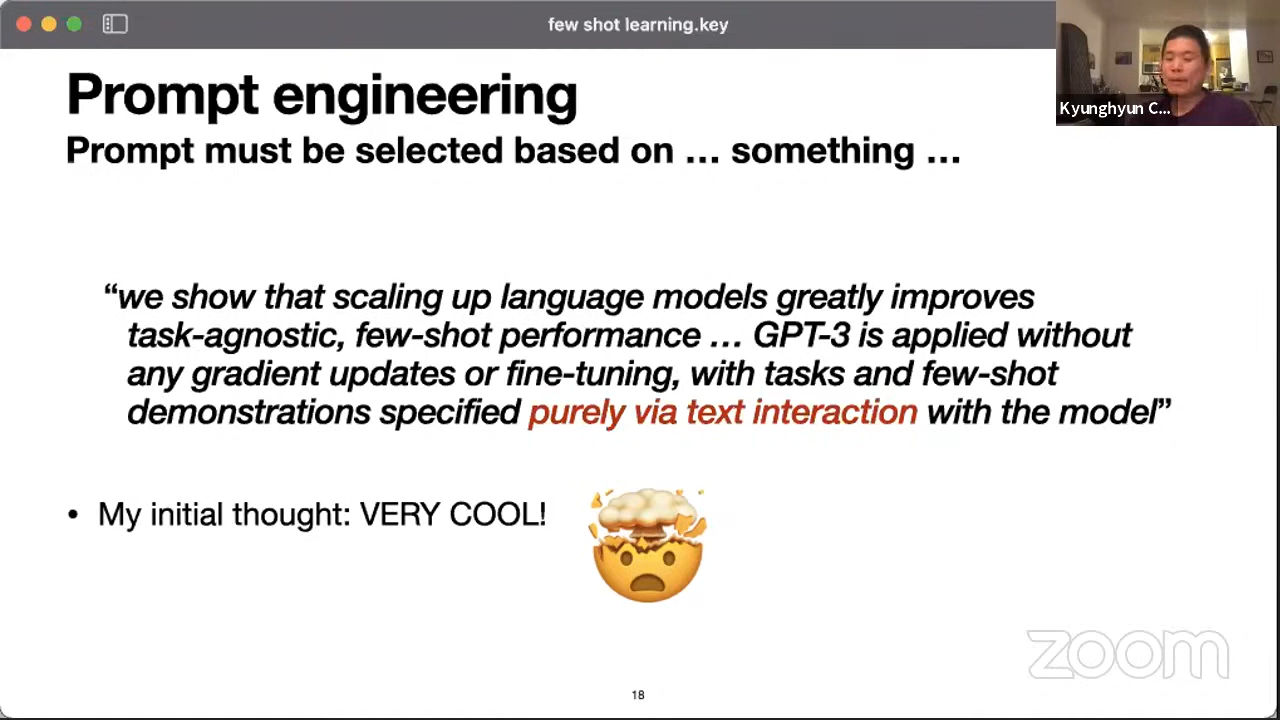 few shot learning.key
Kyunghyun C...
Prompt engineering
Prompt must be selected based on … something …
“we show that scaling up language models greatly improves
task-agnostic, few-shot performance … GPT-3 is applied without
any gradient updates or fine-tuning, with tasks and few-shot
demonstrations specified purely via text interaction with the model”
• My initial thought: VERY COOL!
zoom
18